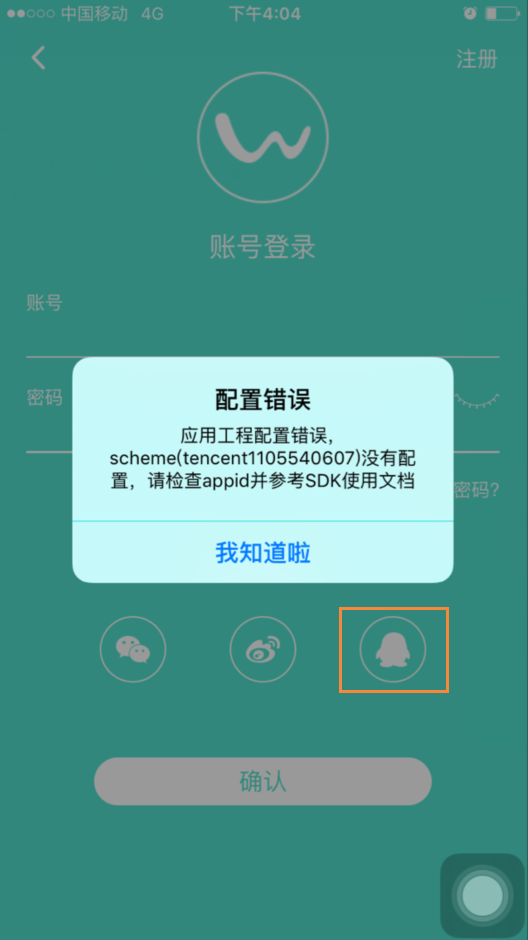 中国移动 4G 下午4:04
注册
账号登录
账号
密码
配置错误
应用工程配置错误，
scheme(tencent1105540607)没有配
置，请检查appid并参考SDK使用文档
密码?
我知道啦
确认